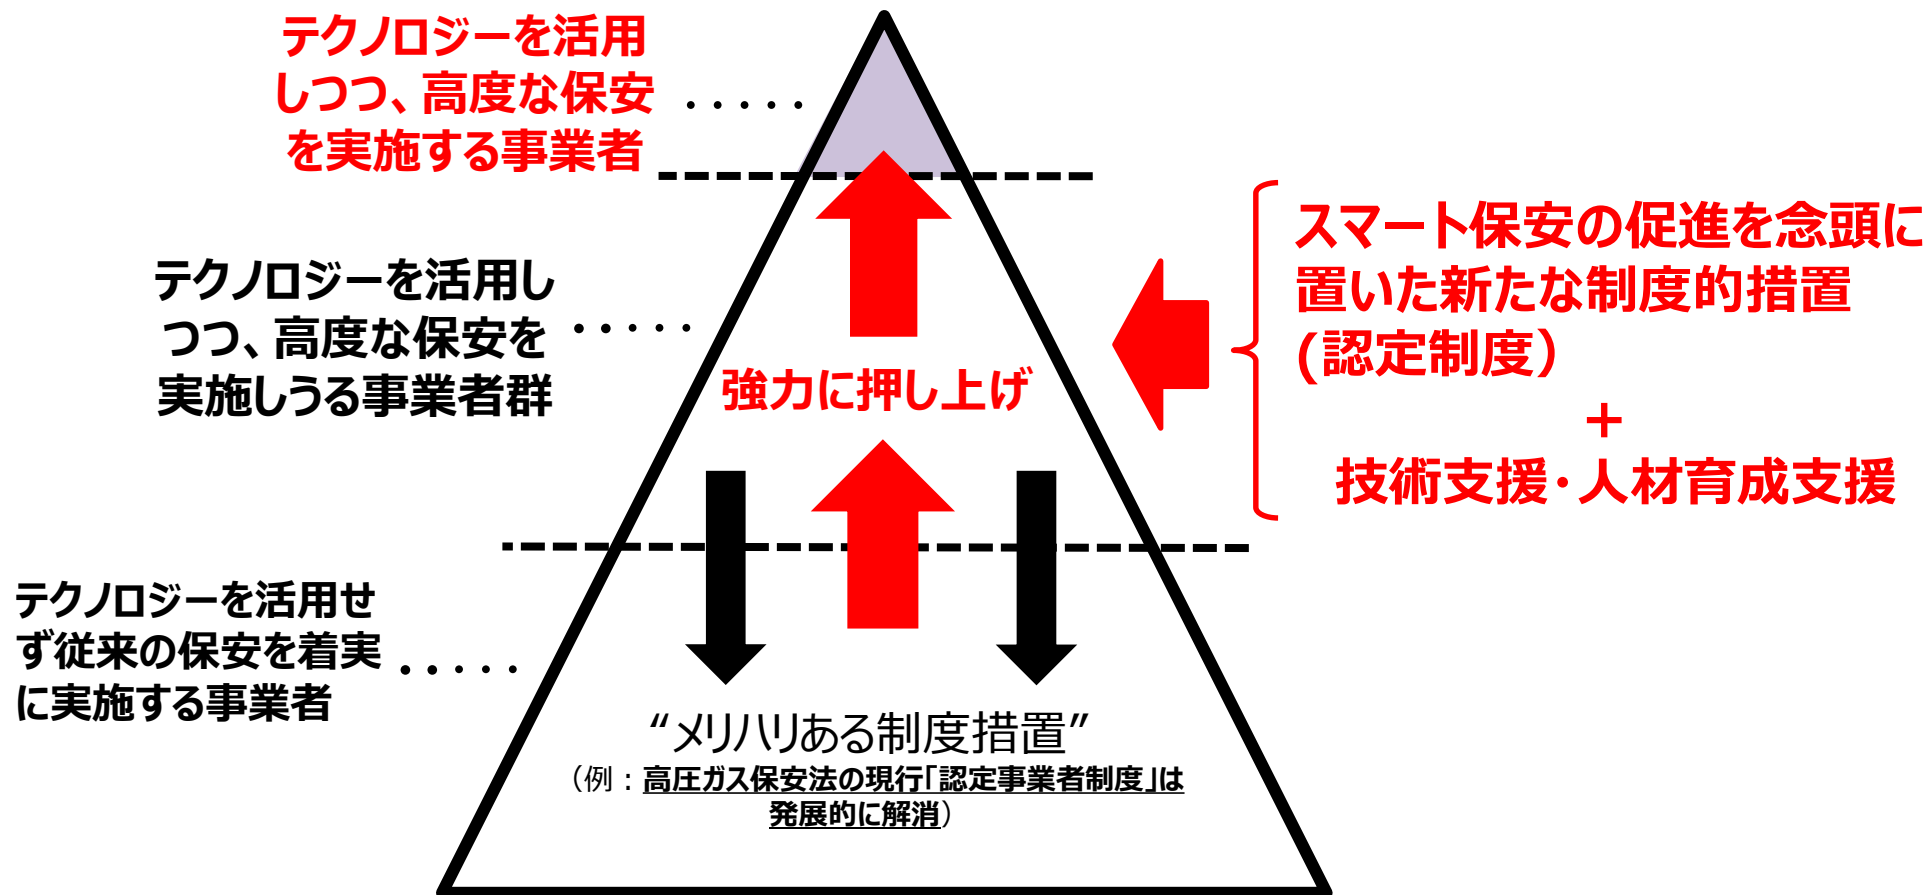 テクノロジーを活用
しつつ、高度な保安
を実施する事業者
テクノロジーを活用し
つつ、高度な保安を
実施しうる事業者群
テクノロジーを活用せ
ず従来の保安を着実
に実施する事業者
強力に押し上げ
“メリハリある制度措置”
（例：高圧ガス保安法の現行「認定事業者制度」は
発展的に解消）
スマート保安の促進を念頭に
置いた新たな制度的措置
(認定制度）
＋
技術支援・人材育成支援